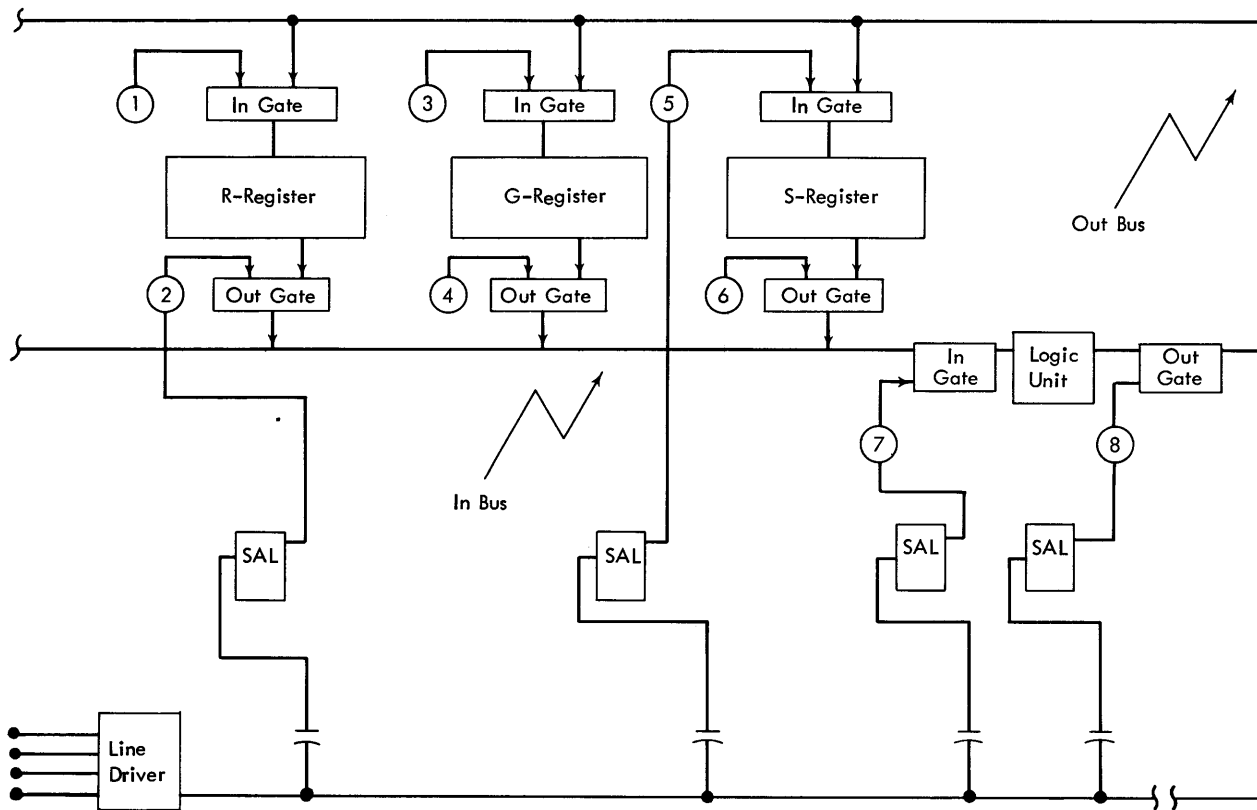 1
In Gate
3
In Gate
5
In Gate
R-Register
G-Register
S-Register
Out Bus
2
Out Gate
4
Out Gate
6
Out Gate
In
Gate
Logic
Unit
Out
Gate
7
8
In Bus
SAL
SAL
SAL
SAL
Line
Driver